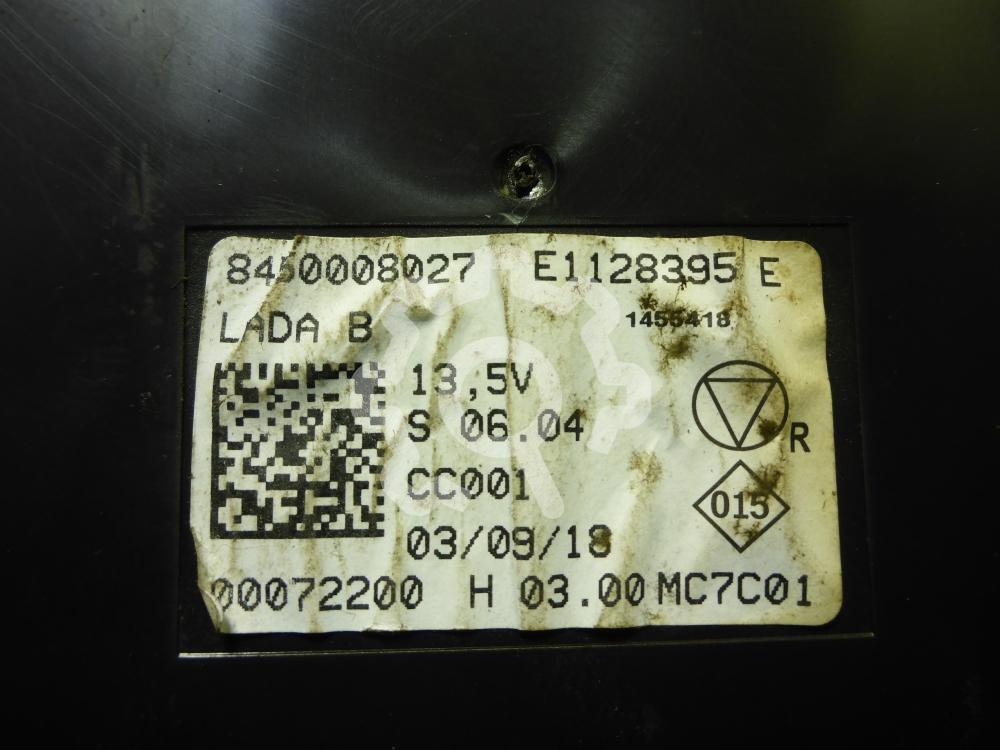 8450008027 E1128395 E
LADA B 1455418
13,5V
S 06.04 R
CC001 015
03/09/18
00072200 H 03.00 MC7C01